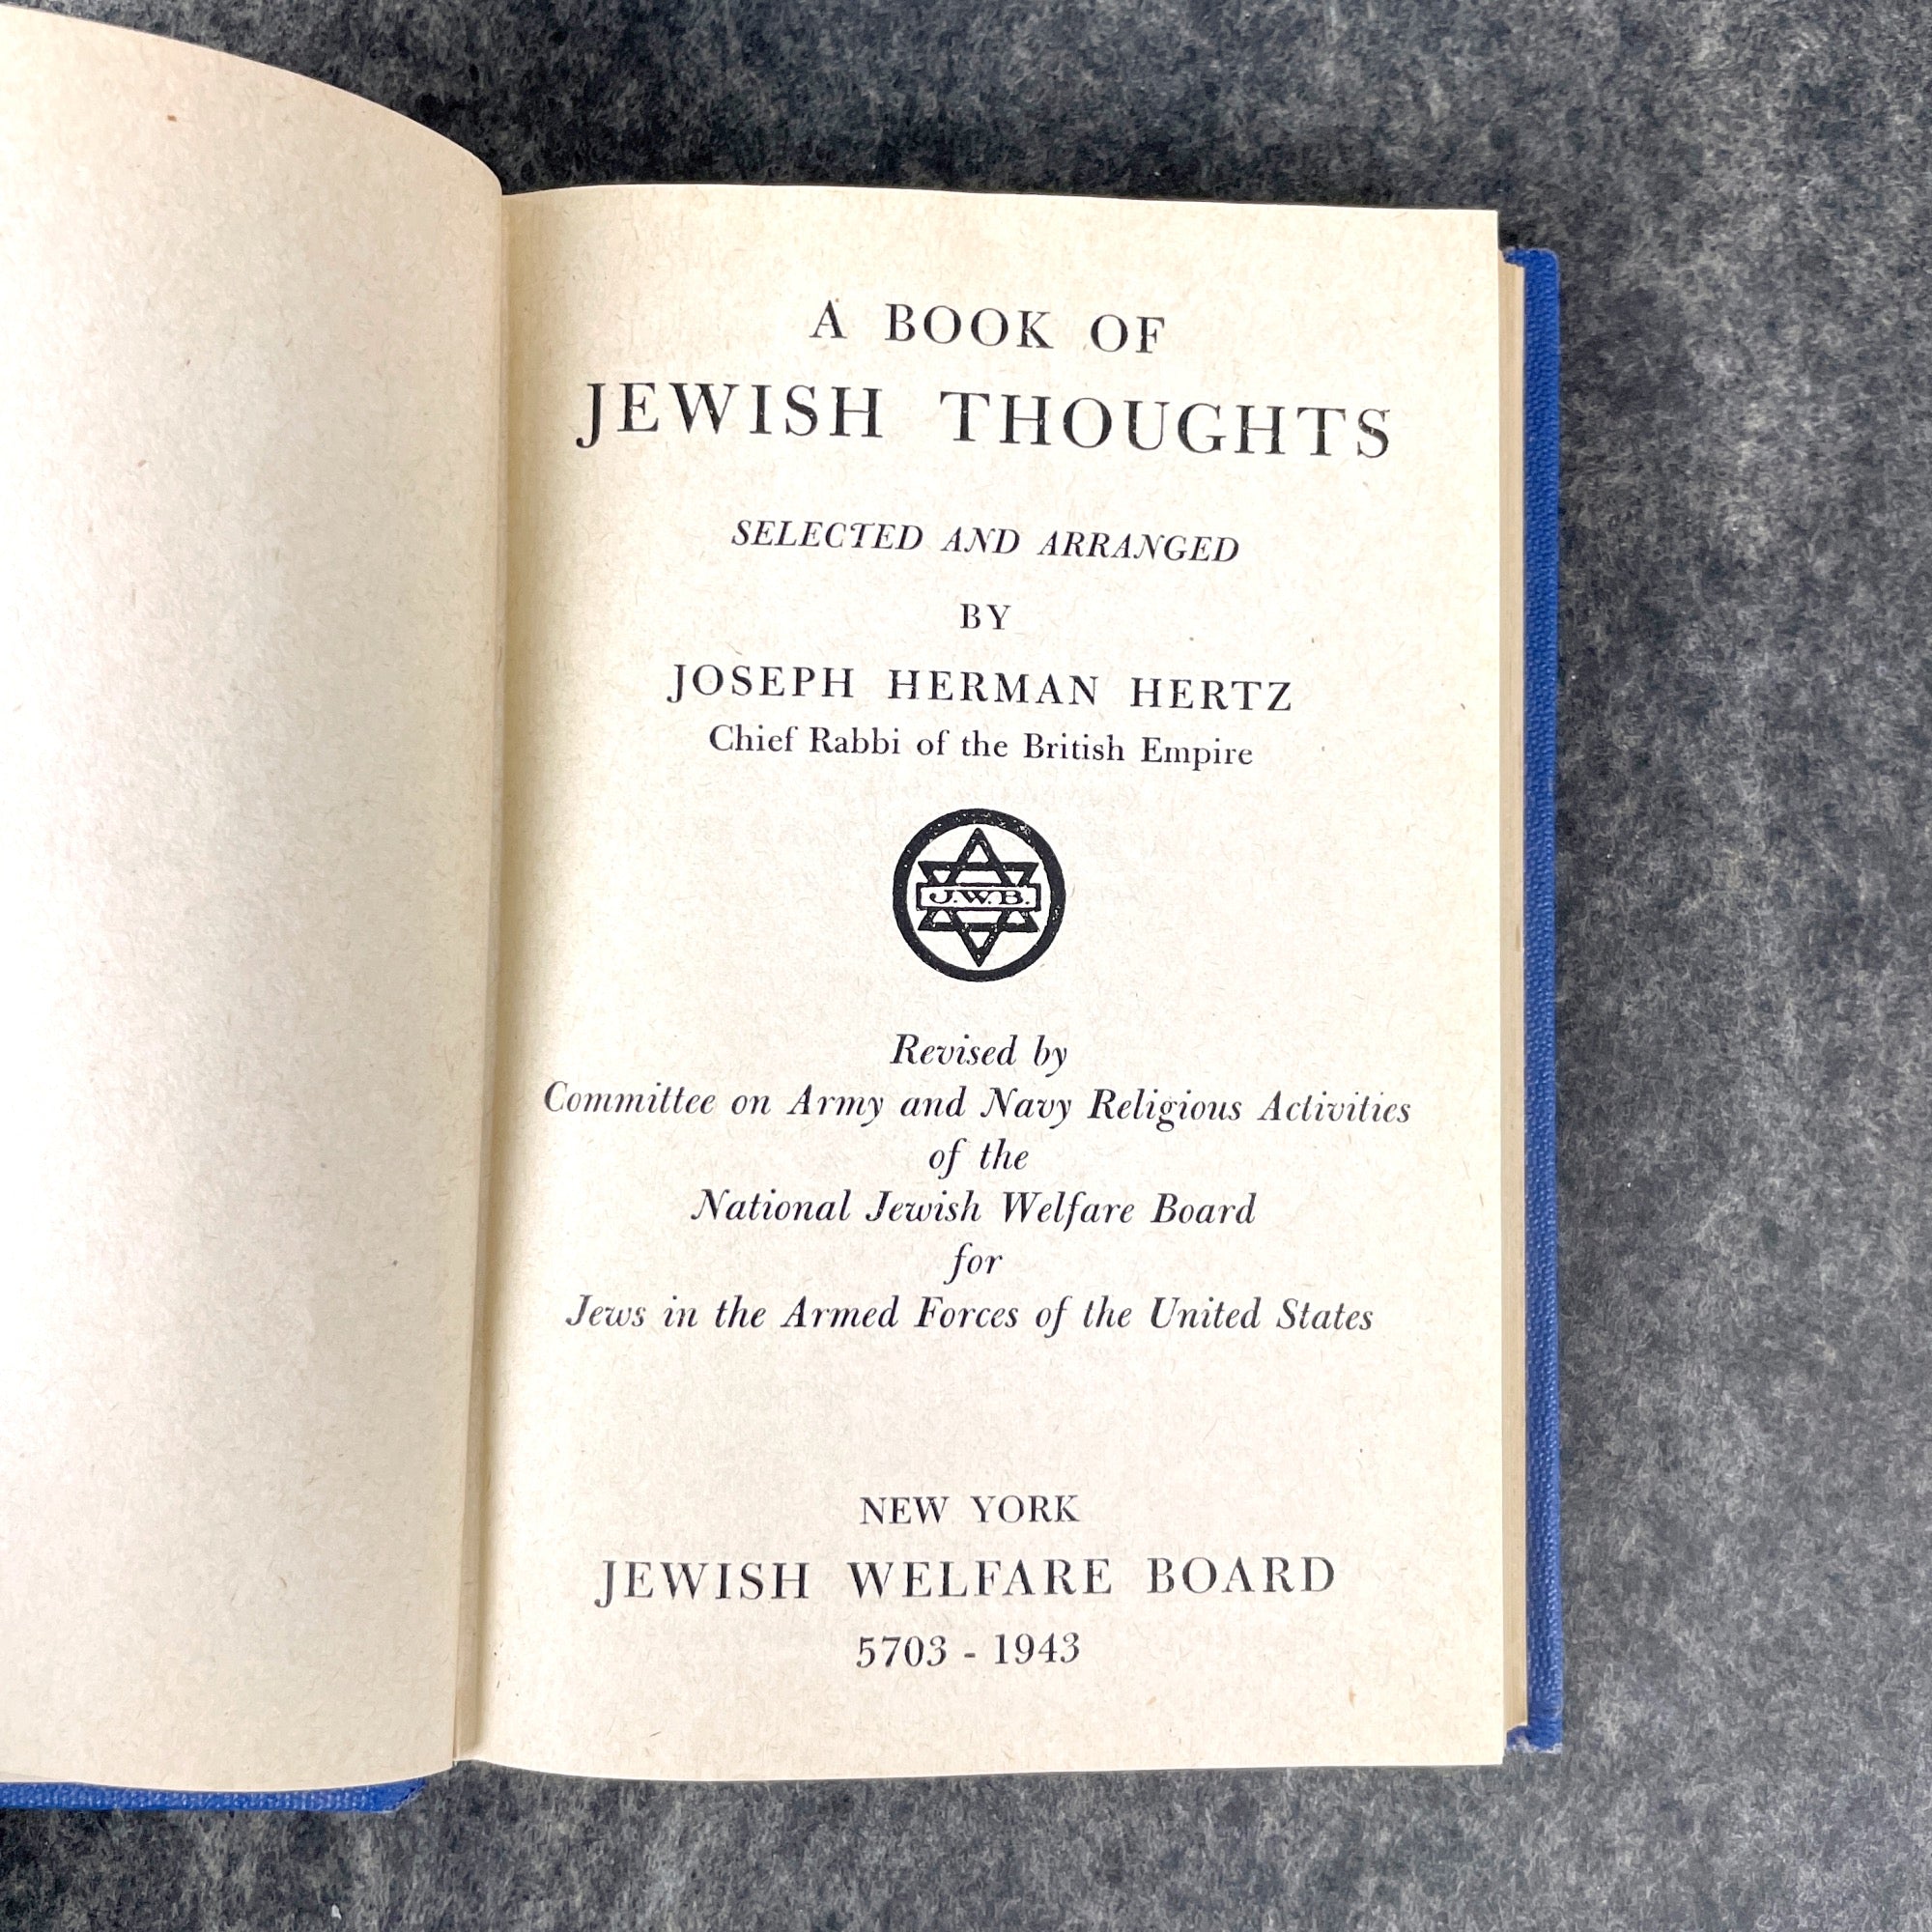 A BOOK OF
JEWISH THOUGHTS
SELECTED AND ARRANGED
BY
JOSEPH HERMAN HERTZ
Chief Rabbi of the British Empire
J.W.B.
Revised by
Committee on Army and Navy Religious Activities
of the
National Jewish Welfare Board
for
Jews in the Armed Forces of the United States
NEW YORK
JEWISH WELFARE BOARD
5703 - 1943